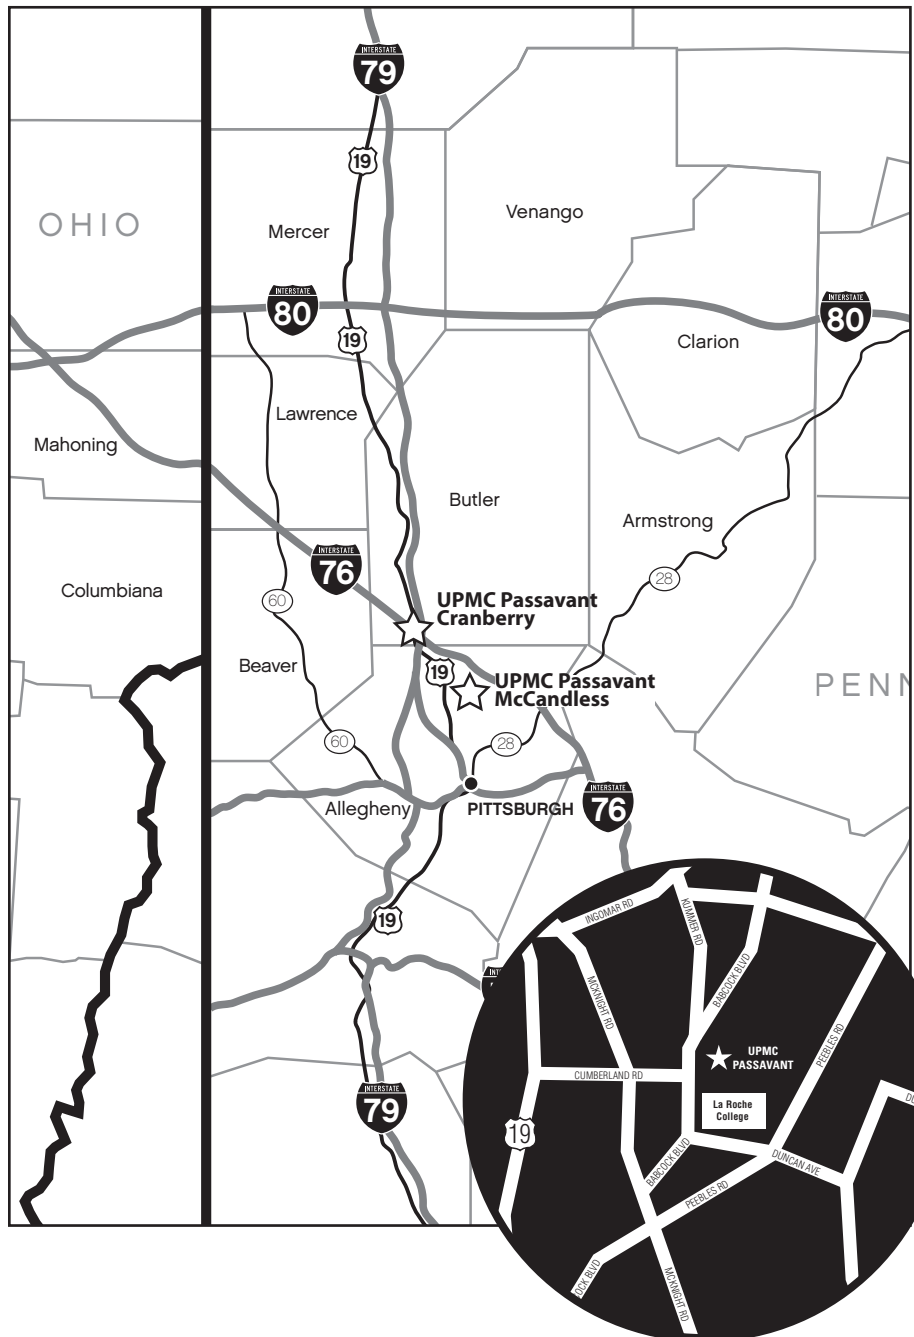 INTERSTATE
79
19
OHIO
Mercer
Venango
INTERSTATE
80
INTERSTATE
80
19
Clarion
Lawrence
Mahoning
Butler
Armstrong
INTERSTATE
76
28
Columbiana
60
UPMC Passavant
Cranberry
Beaver
19
UPMC Passavant
McCandless
PENN
60
28
Allegheny
PITTSBURGH
INTERSTATE
76
19
INGOMAR RD
KUMMER RD
MCKNIGHT RD
BABCOCK BLVD
PEEBLES RD
UPMC
PASSAVANT
CUMBERLAND RD
INTERSTATE
79
La Roche
College
19
BABCOCK BLVD
DUNCAN AVE
PEEBLES RD
OCK BLVD
MCKNIGHT RD